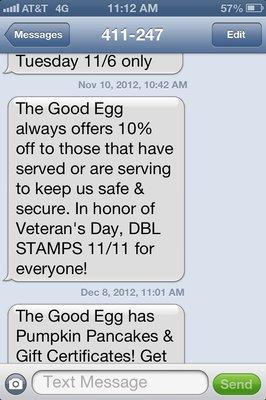 AT&T 4G 11:12 AM 57%
Messages 411-247 Edit
Tuesday 11/6 only
Nov 10, 2012, 10:42 AM
The Good Egg
always offers 10%
off to those that have
served or are serving
to keep us safe &
secure. In honor of
Veteran's Day, DBL
STAMPS 11/11 for
everyone!
Dec 8, 2012, 11:01 AM
The Good Egg has
Pumpkin Pancakes &
Gift Certificates! Get
Text Message Send